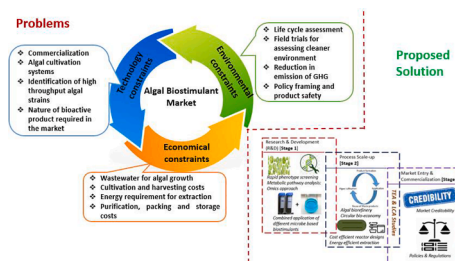 Problems
❖ Commercialization
❖ Algal cultivation
systems
❖ Identification of high
throughput algal
strains
❖ Nature of bioactive
product required in
the market
Technology
constraints
Environmental
constraints
Algal Biostimulant
Market
Economical
constraints
❖ Life cycle assessment
❖ Field trials for
assessing cleaner
environment
❖ Reduction in
emission of GHG
❖ Policy framing and
product safety
❖ Wastewater for algal growth
❖ Cultivation and harvesting costs
❖ Energy requirement for extraction
❖ Purification, packing and storage
costs
Proposed
Solution
Research & Development
(R&D) [Stage 1]
Rapid phenotype screening
Metabolic pathway analysis
Omics approach
Combined application of
different microbe based
biostimulants
Process Scale-up
[Stage 2]
Algal biorefinery
Circular bio-economy
Cost-efficient reactor designs
Energy-efficient extraction
TEA & LCA Studies
Market Entry &
Commercialization [Stage
CREDIBILITY
Market Credibility
Policies & Regulations